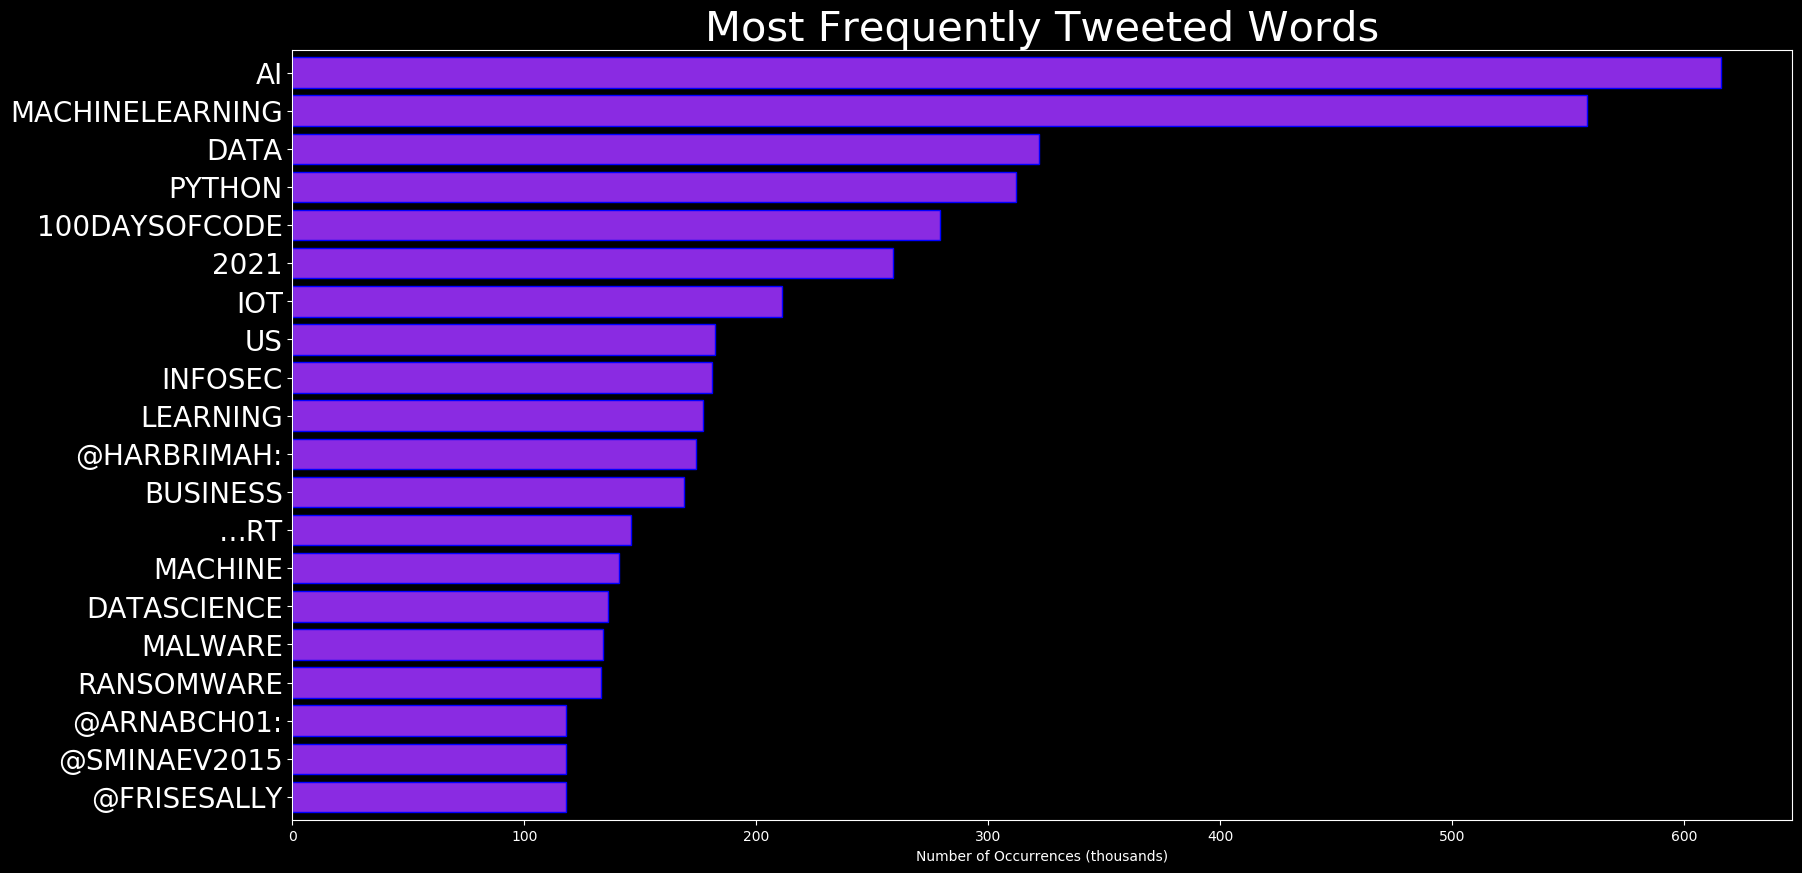 Most Frequently Tweeted Words
AI
MACHINELEARNING
DATA
PYTHON
100DAYSOFCODE
2021
IOT
US
INFOSEC
LEARNING
@HARBRIMAH:
BUSINESS
…RT
MACHINE
DATASCIENCE
MALWARE
RANSOMWARE
@ARNABCH01:
@SMINAEV2015
@FRISESALLY
0 100 200 300 400 500 600
Number of Occurrences (thousands)